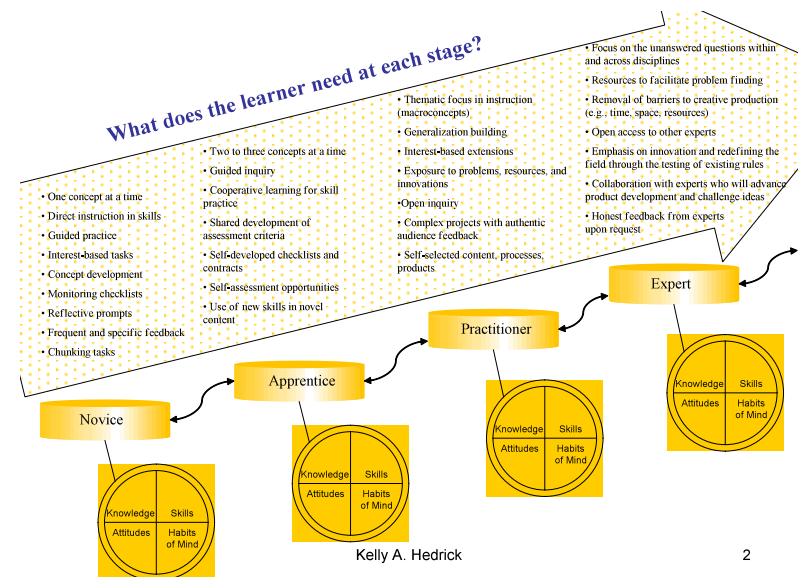 What does the learner need at each stage?
• One concept at a time
• Direct instruction in skills
• Guided practice
• Interest-based tasks
• Concept development
• Monitoring checklists
• Reflective prompts
• Frequent and specific feedback
• Chunking tasks
• Two to three concepts at a time
• Guided inquiry
• Cooperative learning for skill
practice
• Shared development of
assessment criteria
• Self-developed checklists and
contracts
• Self-assessment opportunities
• Use of new skills in novel
content
• Thematic focus in instruction
(macroconcepts)
• Generalization building
• Interest-based extensions
• Exposure to problems, resources, and
innovations
•Open inquiry
• Complex projects with authentic
audience feedback
• Self-selected content, processes,
products
• Focus on the unanswered questions within
and across disciplines
• Resources to facilitate problem finding
• Removal of barriers to creative production
(e.g., time, space, resources)
• Open access to other experts
• Emphasis on innovation and redefining the
field through the testing of existing rules
• Collaboration with experts who will advance
product development and challenge ideas
• Honest feedback from experts
upon request
Novice
Knowledge Skills
Attitudes Habits
of Mind
Apprentice
Knowledge Skills
Attitudes Habits
of Mind
Practitioner
Knowledge Skills
Attitudes Habits
of Mind
Expert
Knowledge Skills
Attitudes Habits
of Mind
Kelly A. Hedrick
2